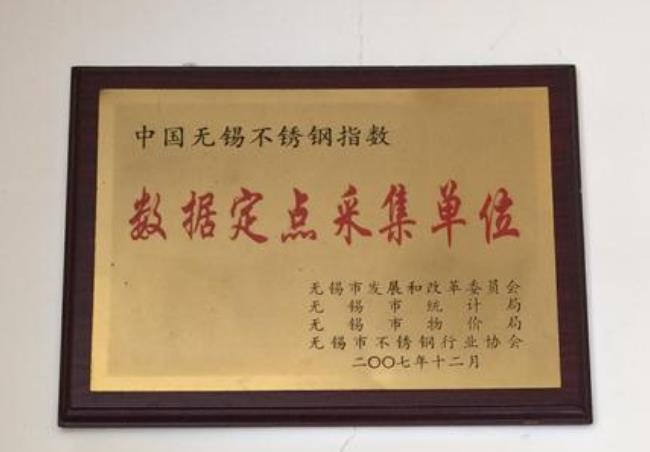 中国无锡不锈钢指数
数据定点采集单位
无锡市发展和改革委员会
无锡市统计局
无锡市物价局
无锡市不锈钢行业协会
二〇〇七年十二月